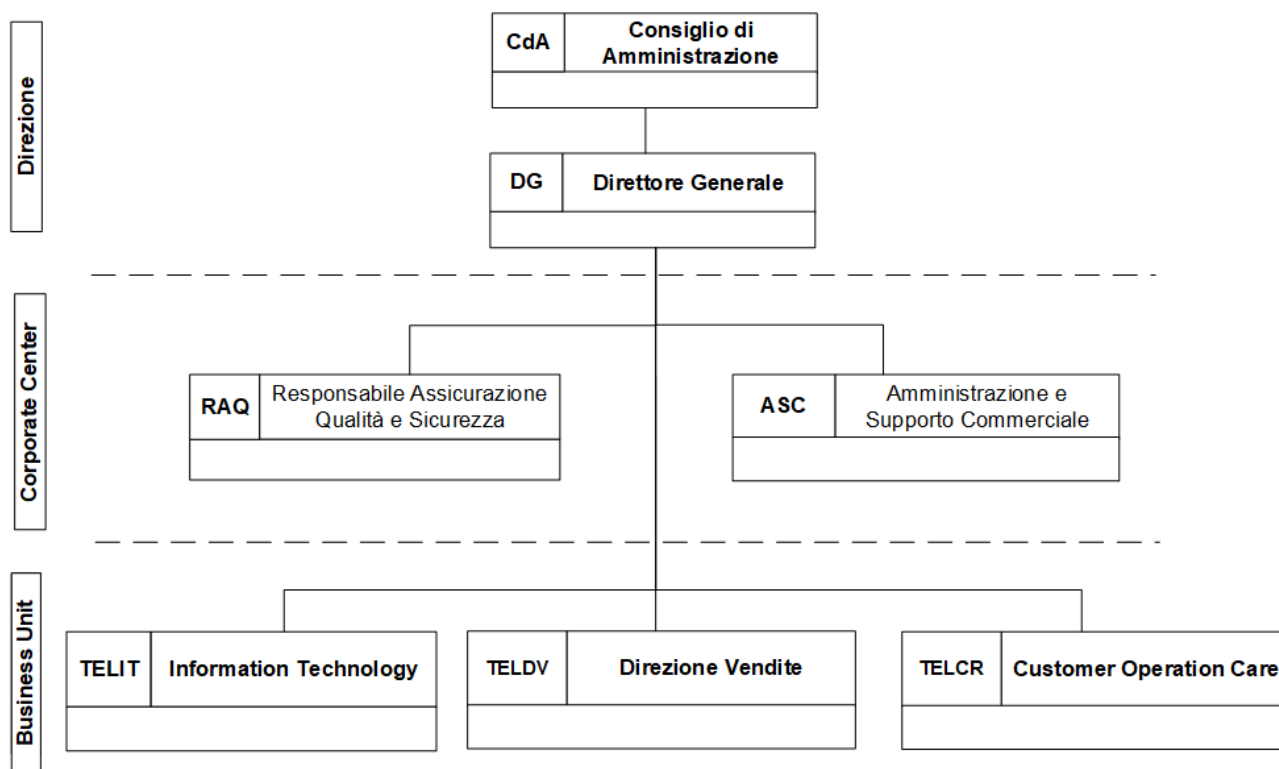 Direzione
CdA
Consiglio di
Amministrazione
DG
Direttore Generale
Corporate Center
RAQ
Responsabile Assicurazione
Qualità e Sicurezza
ASC
Amministrazione e
Supporto Commerciale
Business Unit
TELIT
Information Technology
TELDV
Direzione Vendite
TELCR
Customer Operation Care